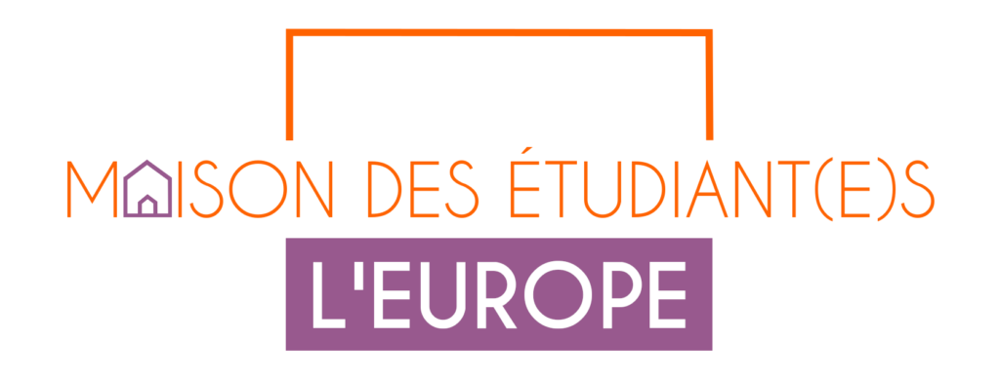 MAISON DES ÉTUDIANT(E)S
L'EUROPE